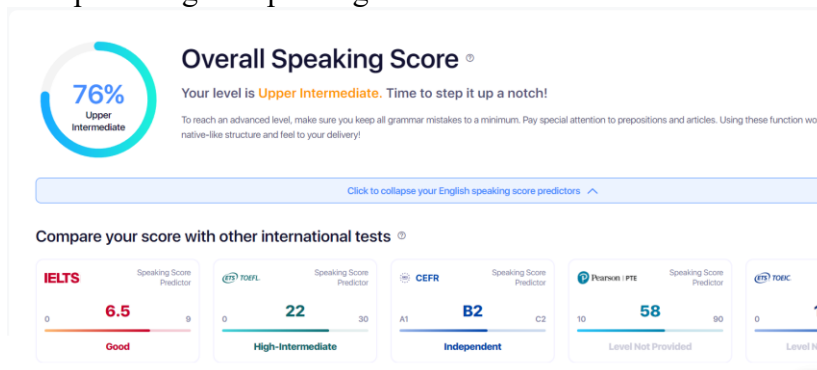 Overall Speaking Score
76%
Upper
Intermediate
Your level is Upper Intermediate. Time to step it up a notch!
To reach an advanced level, make sure you keep all grammar mistakes to a minimum. Pay special attention to prepositions and articles. Using these function wo
native-like structure and feel to your delivery!
Click to collapse your English speaking score predictors
Compare your score with other international tests
IELTS
Speaking Score
Predictor
0 6.5 9
Good
ETS TOEFL
Speaking Score
Predictor
0 22 30
High-Intermediate
CEFR
Speaking Score
Predictor
A1 B2 C2
Independent
Pearson | PTE
Speaking Score
Predictor
10 58 90
Level Not Provided
ETS TOEIC
0
Level